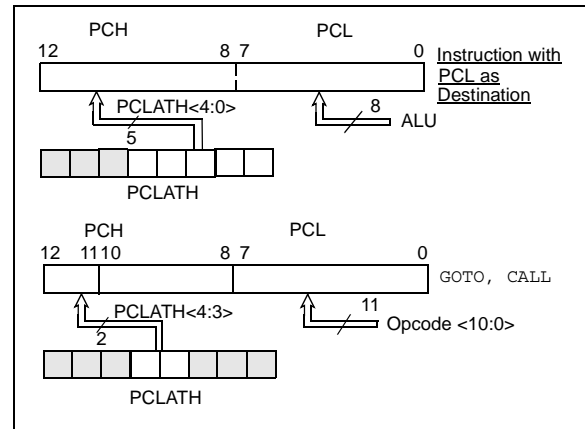 PCH PCL
12 8 7 0
Instruction with
PCL as
Destination
PCLATH<4:0>
8
ALU
5
PCLATH
PCH PCL
12 11 10 8 7 0
GOTO, CALL
PCLATH<4:3>
11
Opcode <10:0>
2
PCLATH